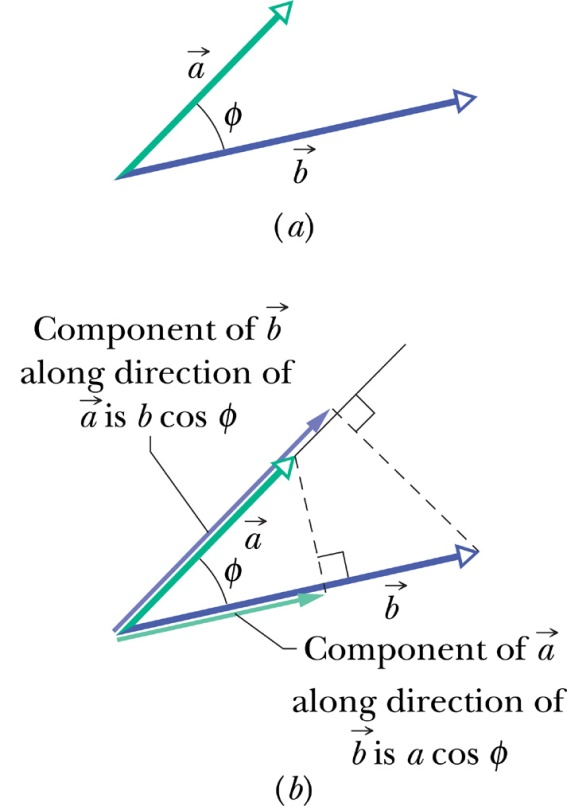 a⃗
ϕ
b⃗
(a)
Component of b⃗
along direction of
a⃗ is b cos ϕ
a⃗
ϕ
b⃗
Component of a⃗
along direction of
b⃗ is a cos ϕ
(b)